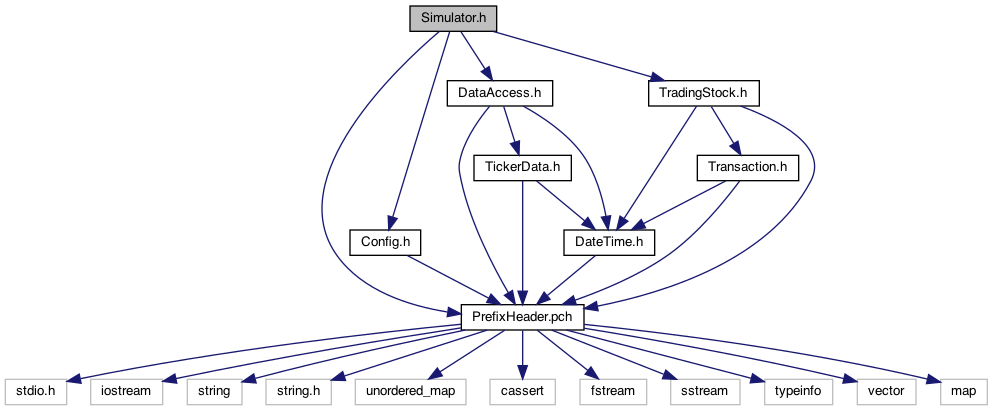 Simulator.h
DataAccess.h
TradingStock.h
TickerData.h
Transaction.h
Config.h
DateTime.h
PrefixHeader.pch
stdio.h
iostream
string
string.h
unordered_map
cassert
fstream
sstream
typeinfo
vector
map